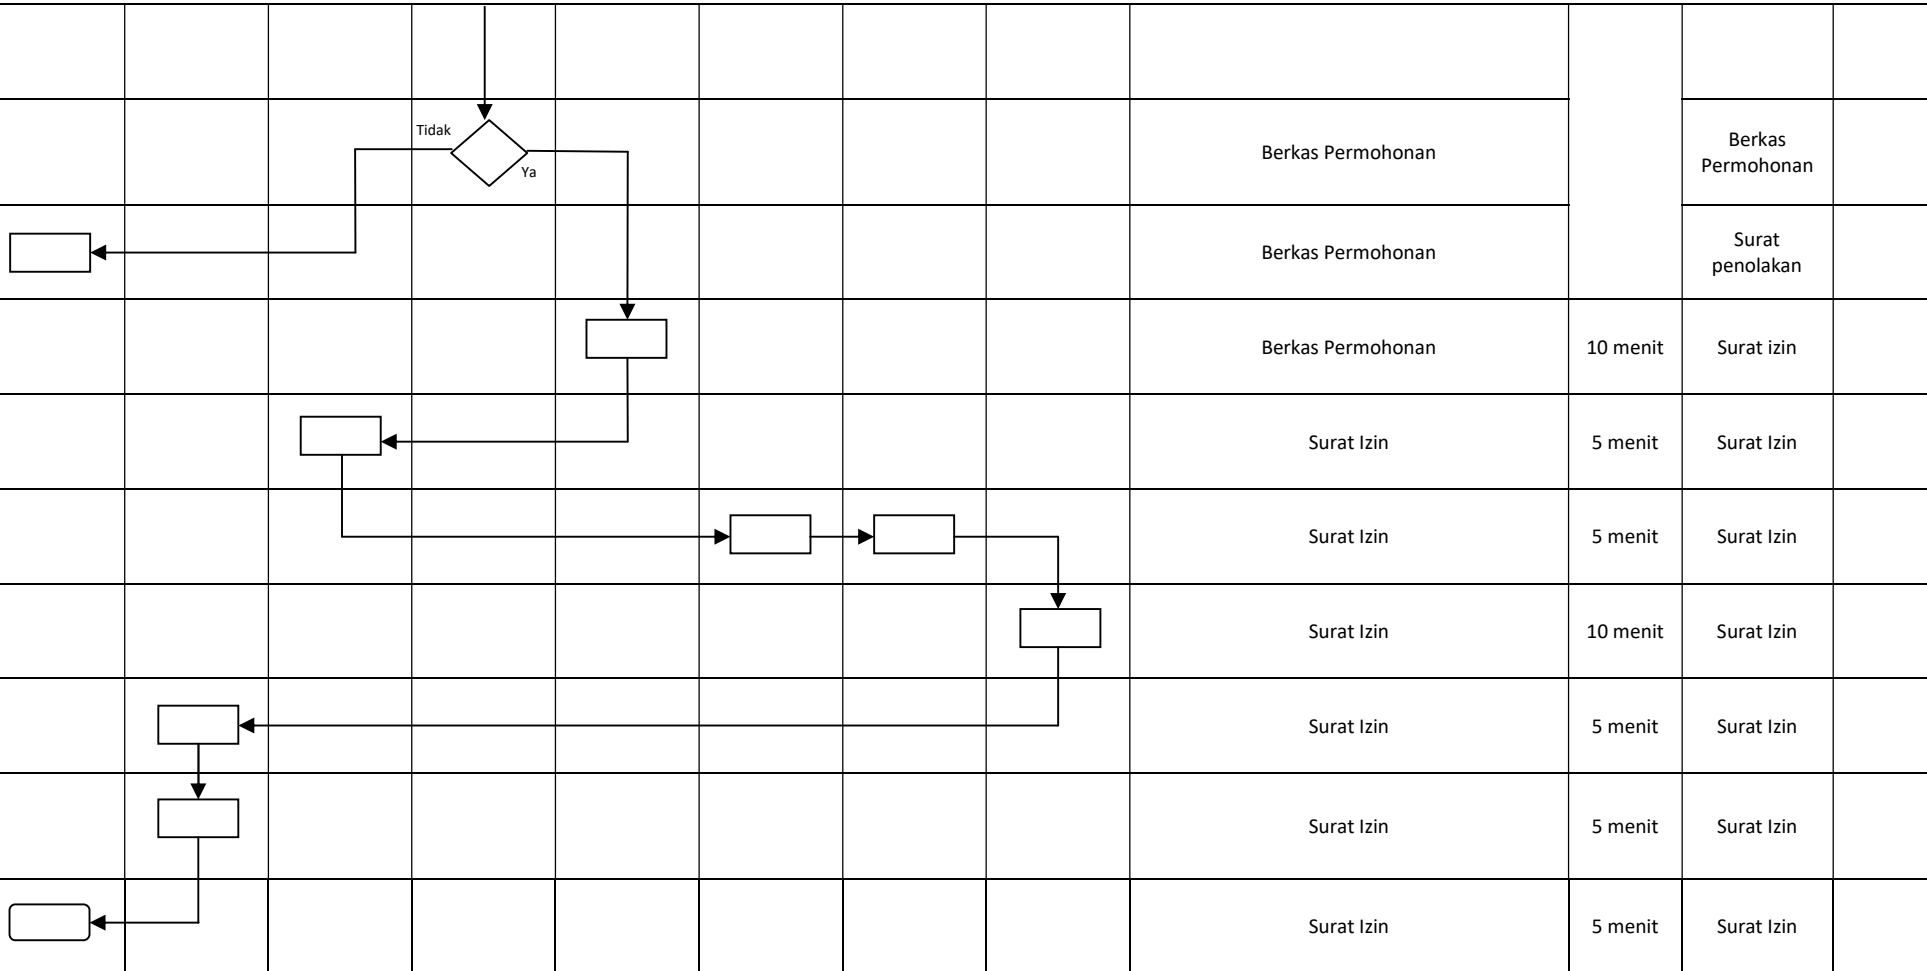 Tidak
Ya
Berkas Permohonan
Berkas
Permohonan
Berkas Permohonan
Surat
penolakan
Berkas Permohonan
10 menit
Surat izin
Surat Izin
5 menit
Surat Izin
Surat Izin
5 menit
Surat Izin
Surat Izin
10 menit
Surat Izin
Surat Izin
5 menit
Surat Izin
Surat Izin
5 menit
Surat Izin
Surat Izin
5 menit
Surat Izin